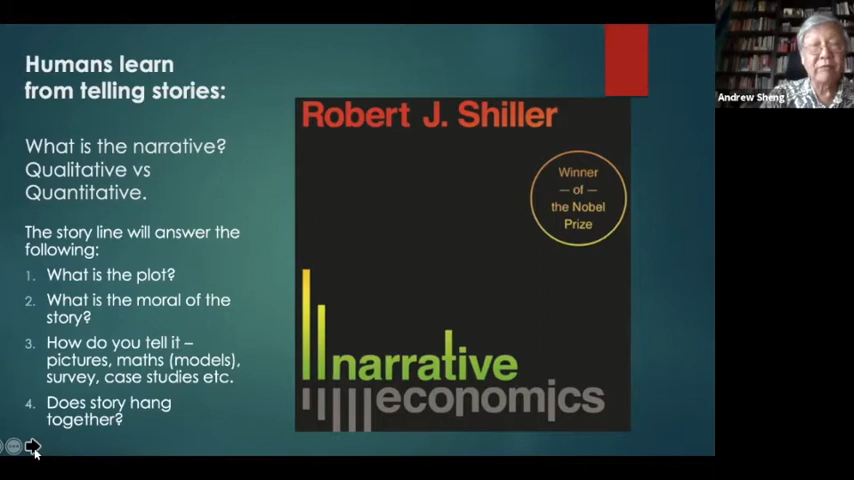 Humans learn
from telling stories:
What is the narrative?
Qualitative vs
Quantitative.
The story line will answer the
following:
1. What is the plot?
2. What is the moral of the
story?
3. How do you tell it –
pictures, maths (models),
survey, case studies etc.
4. Does story hang
together?
Robert J. Shiller
Winner
— of —
the Nobel
Prize
narrative
economics
Andrew Sheng